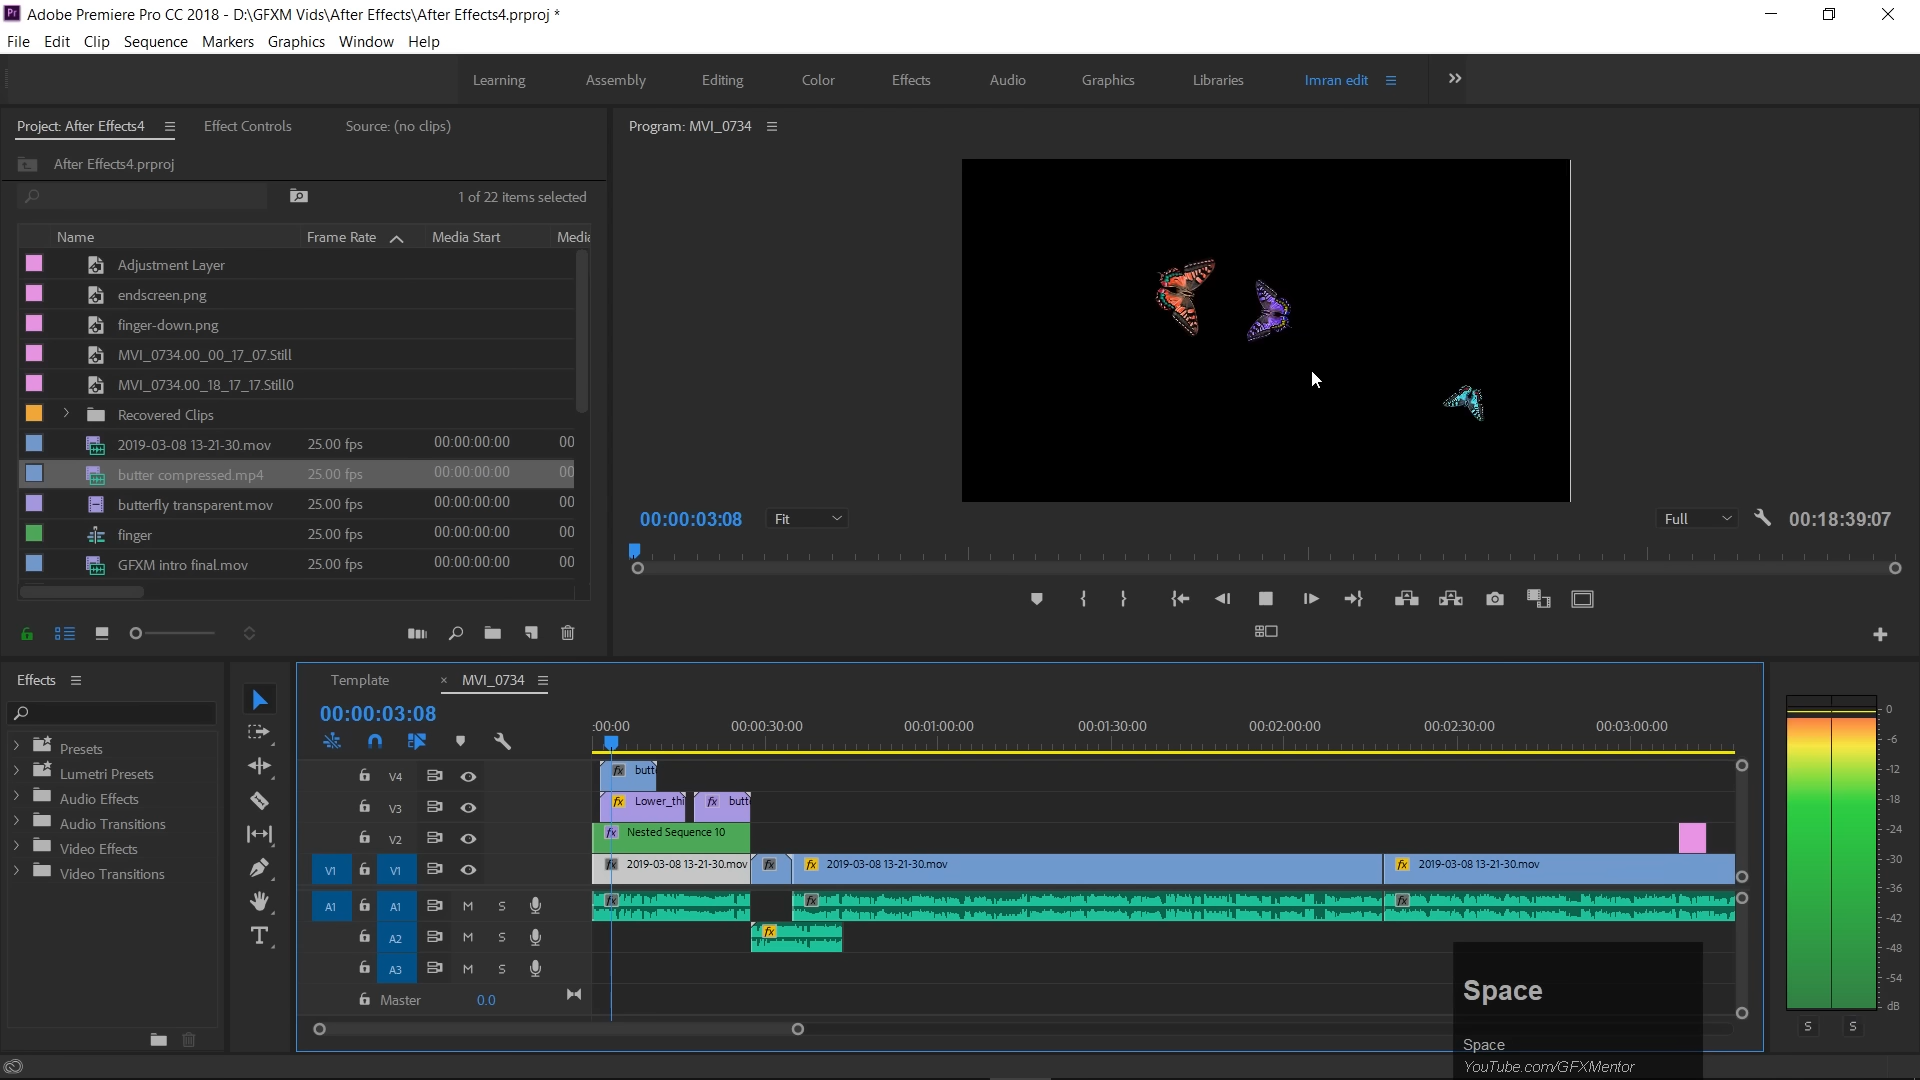 Adobe Premiere Pro CC 2018 - D:\GFXM Vids\After Effects\After Effects4.prproj *
File Edit Clip Sequence Markers Graphics Window Help
Learning Assembly Editing Color Effects Audio Graphics Libraries Imran edit
Project: After Effects4 Effect Controls Source: (no clips)
Program: MVI_0734
After Effects4.prproj
1 of 22 items selected
Name Frame Rate Media Start Media
Adjustment Layer
endscreen.png
finger-down.png
MVI_0734.00_00_17_07.Still
MVI_0734.00_18_17_17.Still0
Recovered Clips
2019-03-08 13-21-30.mov 25.00 fps 00:00:00:00 00
butter compressed.mp4 25.00 fps 00:00:00:00 00
butterfly transparent.mov 25.00 fps 00:00:00:00 00
finger 25.00 fps 00:00:00:00 00
GFXM intro final.mov 25.00 fps 00:00:00:00 00
00:00:03:08 Fit Full 00:18:39:07
Effects
Presets
Lumetri Presets
Audio Effects
Audio Transitions
Video Effects
Video Transitions
Template × MVI_0734
00:00:03:08
:00:00 00:00:30:00 00:01:00:00 00:01:30:00 00:02:00:00 00:02:30:00 00:03:00:00
V4 fx butt
V3 fx Lower_thi fx butt
V2 fx Nested Sequence 10
V1 V1 fx 2019-03-08 13-21-30.mov fx fx 2019-03-08 13-21-30.mov fx 2019-03-08 13-21-30.mov
A1 A1 M S fx fx fx
A2 M S fx
A3 M S
Master 0.0
0
-6
-12
-18
-24
-30
-36
-42
-48
-54
dB
S S
Space
Space
YouTube.com/GFXMentor